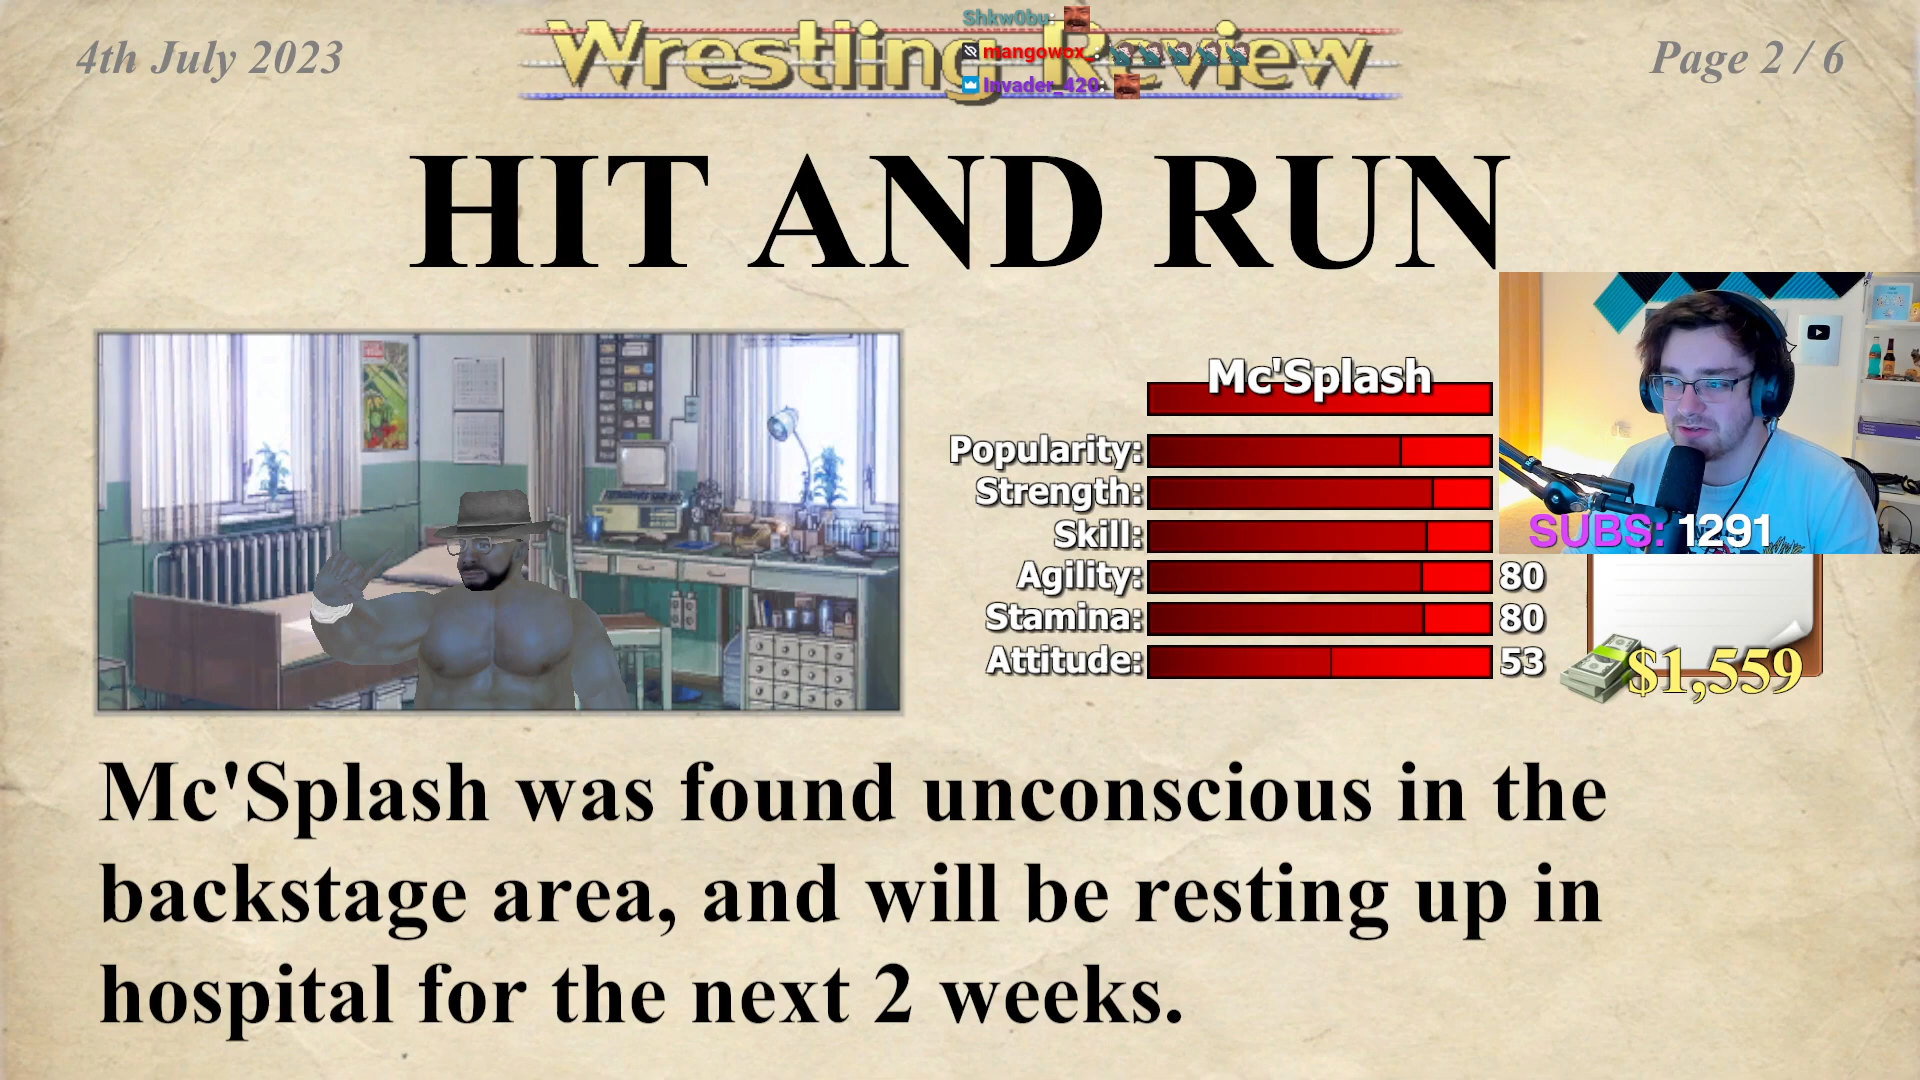 4th July 2023
Wrestling Review
Page 2 / 6
Shkw0bu:
mangowox_:
Invader_420:
HIT AND RUN
Mc'Splash
Popularity:
Strength:
Skill:
Agility: 80
Stamina: 80
Attitude: 53
SUBS: 1291
$1,559
Mc'Splash was found unconscious in the
backstage area, and will be resting up in
hospital for the next 2 weeks.